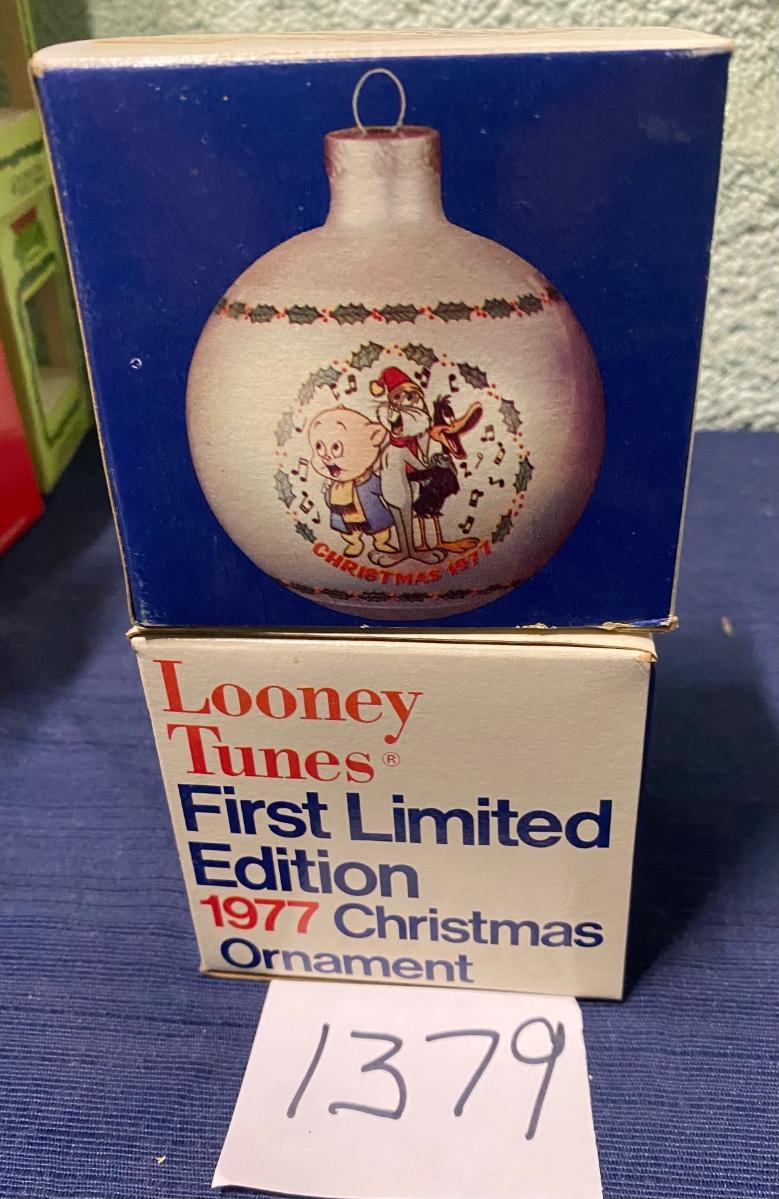 CHRISTMAS 1977
Looney
Tunes®
First Limited
Edition
1977 Christmas
Ornament
1379